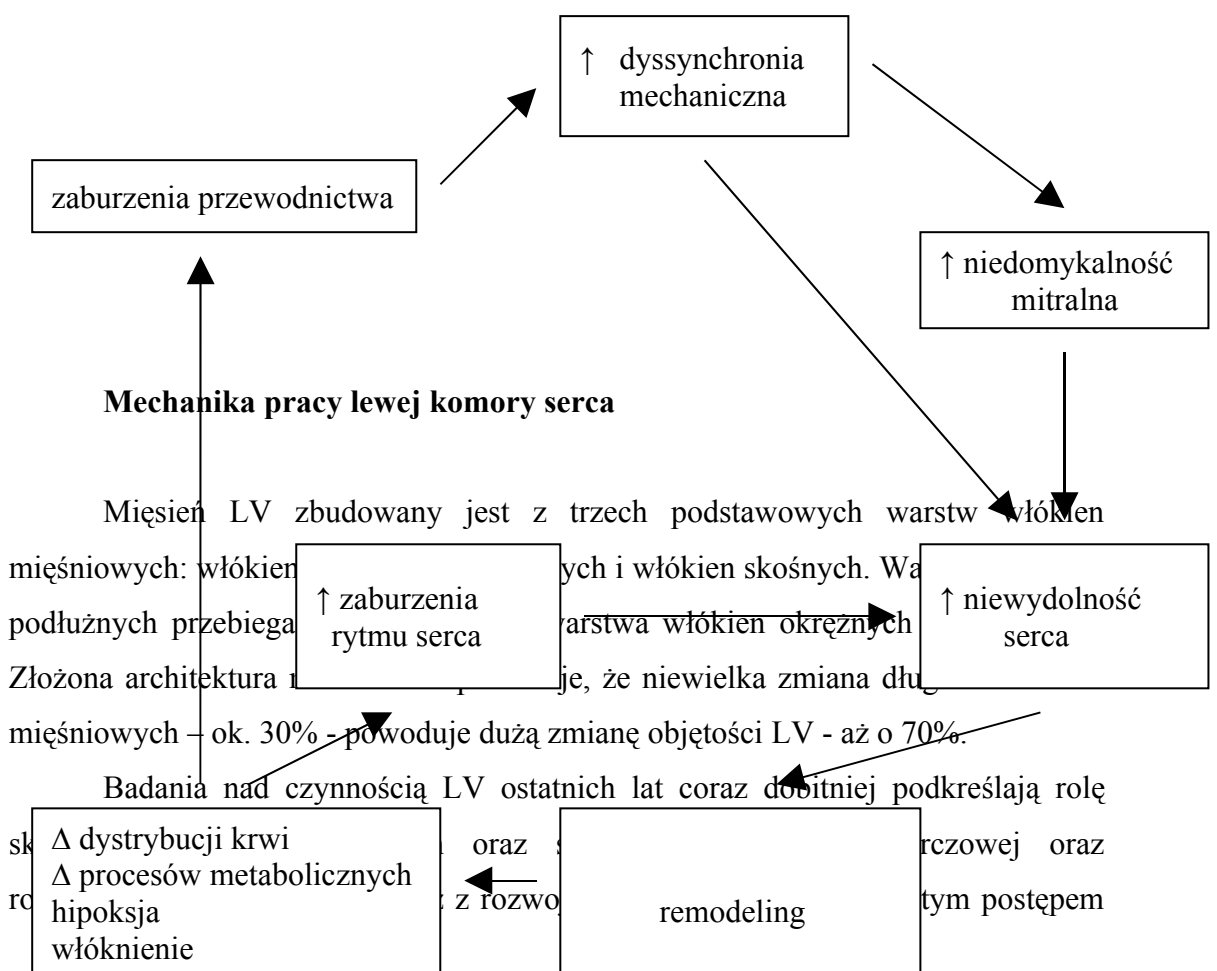 ↑ dyssynchronia
mechaniczna
zaburzenia przewodnictwa
↑ niedomykalność
mitralna
Mechanika pracy lewej komory serca
Mięsień LV zbudowany jest z trzech podstawowych warstw włókien
mięśniowych: włókien ych i włókien skośnych. Wa
podłużnych przebiega warstwa włókien okrężnych
Złożona architektura je, że niewielka zmiana dług
mięśniowych – ok. 30% - powoduje dużą zmianę objętości LV - aż o 70%.
Badania nad czynnością LV ostatnich lat coraz dobitniej podkreślają rolę
sk oraz s rczowej oraz
ro z rozwo tym postępem
↑ zaburzenia
rytmu serca
↑ niewydolność
serca
Δ dystrybucji krwi
Δ procesów metabolicznych
hipoksja
włóknienie
remodeling